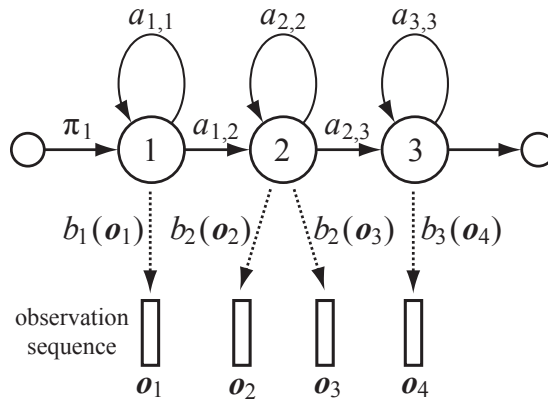 a1,1 a2,2 a3,3
π1 a1,2 a2,3
1 2 3
b1(o1) b2(o2) b2(o3) b3(o4)
observation
sequence
o1 o2 o3 o4